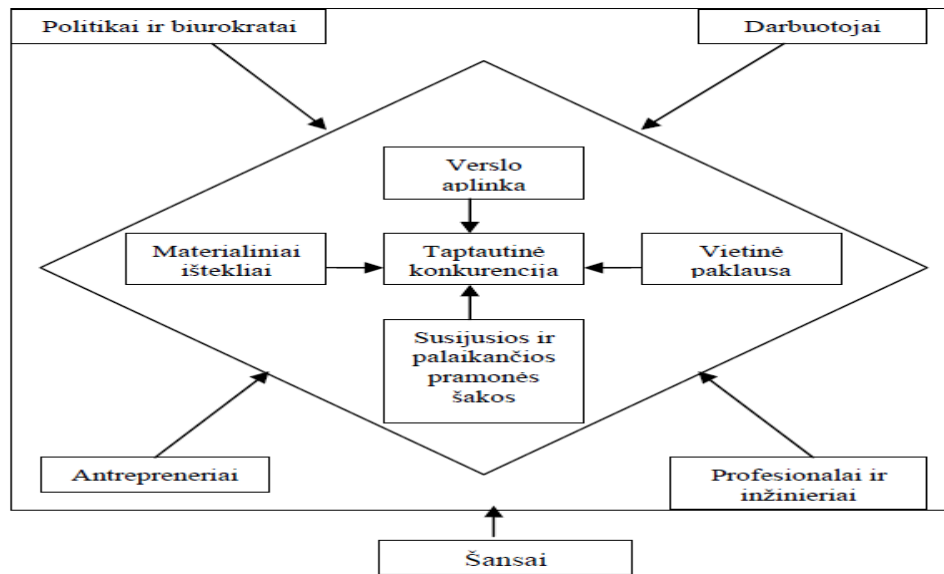 Politikai ir biurokratai
Darbuotojai
Verslo
aplinka
Materialiniai
ištekliai
Taptautinė
konkurencija
Vietinė
paklausa
Susijusios ir
palaikančios
pramonės
šakos
Antrepreneriai
Profesionalai ir
inžinieriai
Šansai